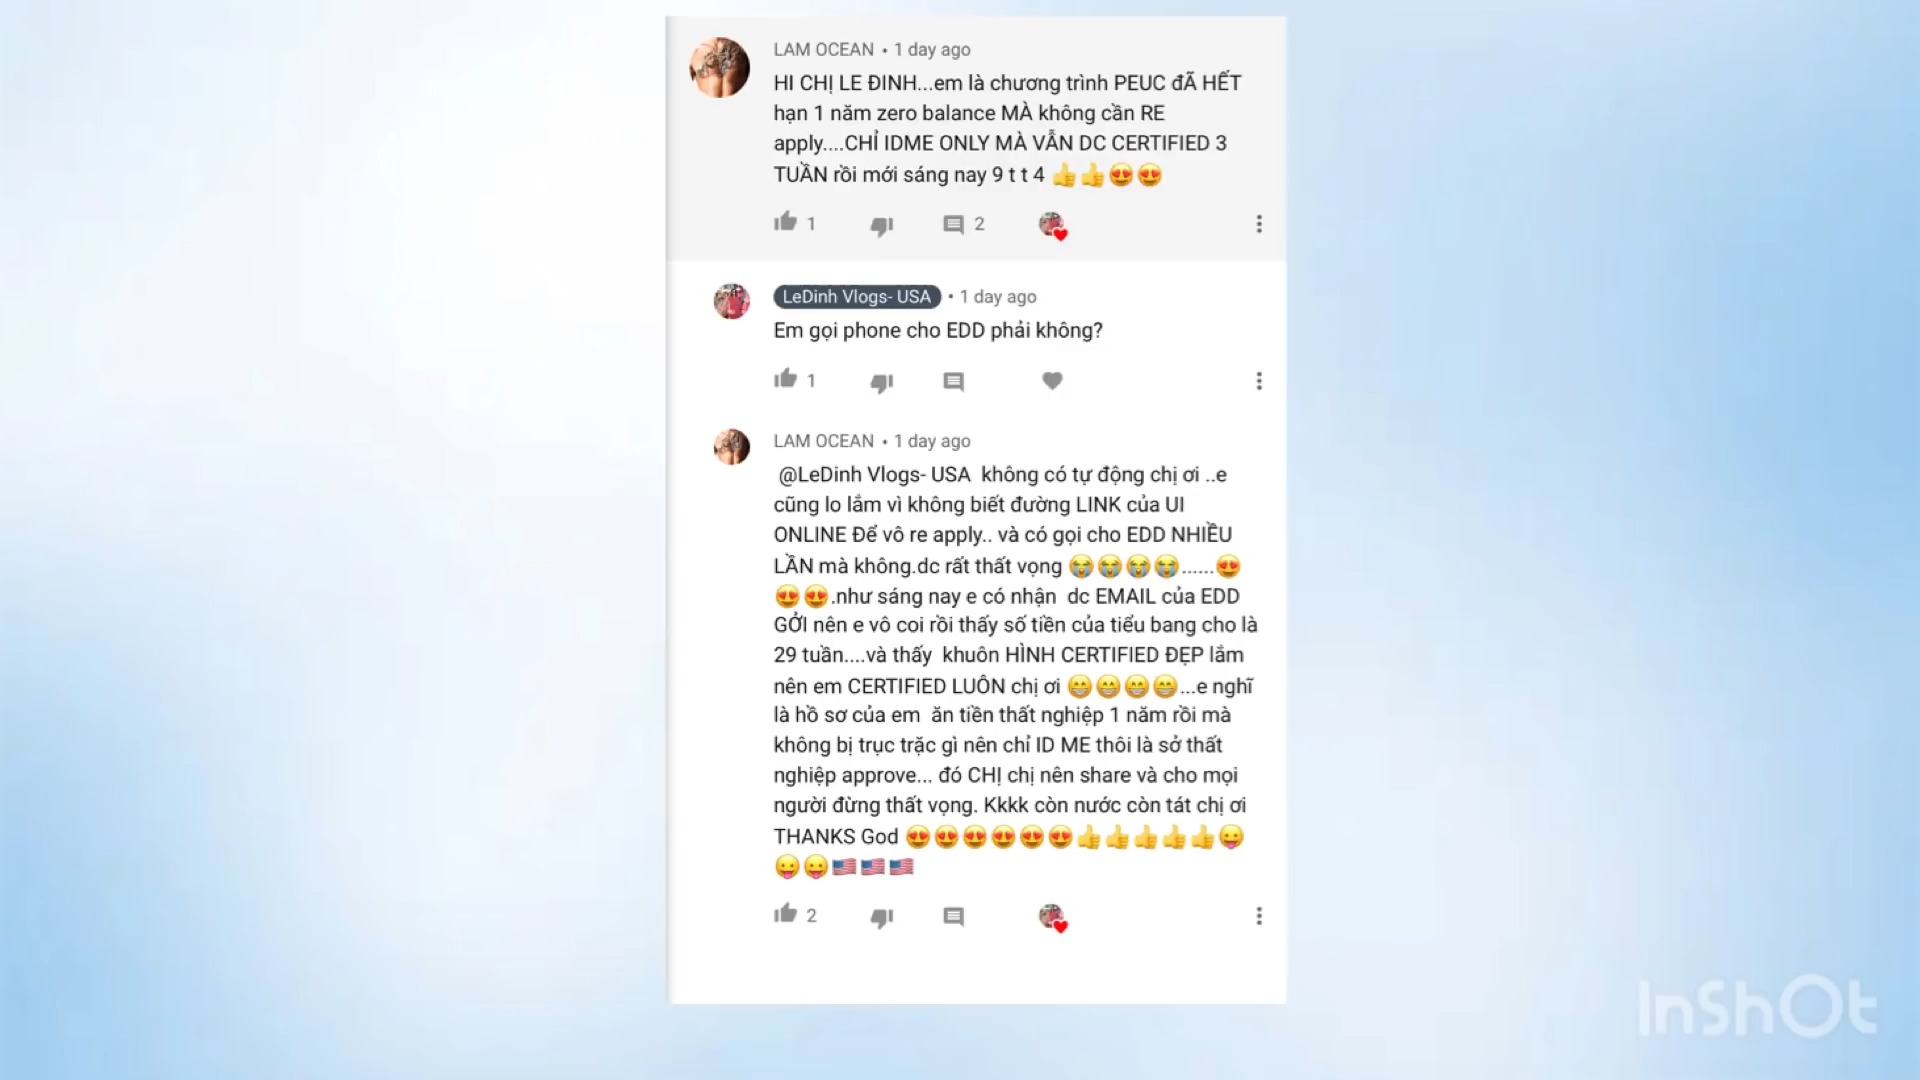 LAM OCEAN • 1 day ago
HI CHỊ LE ĐINH...em là chương trình PEUC đÃ HẾT
hạn 1 năm zero balance MÀ không cần RE
apply....CHỈ IDME ONLY MÀ VẪN DC CERTIFIED 3
TUẦN rồi mới sáng nay 9 t t 4 👍👍😍😍
1 2
LeDinh Vlogs- USA • 1 day ago
Em gọi phone cho EDD phải không?
1
LAM OCEAN • 1 day ago
@LeDinh Vlogs- USA không có tự động chị ơi ..e
cũng lo lắm vì không biết đường LINK của UI
ONLINE Để vô re apply.. và có gọi cho EDD NHIỀU
LẦN mà không.dc rất thất vọng 😭😭😭😭......😍
😍😍.như sáng nay e có nhận dc EMAIL của EDD
GỞI nên e vô coi rồi thấy số tiền của tiểu bang cho là
29 tuần....và thấy khuôn HÌNH CERTIFIED ĐẸP lắm
nên em CERTIFIED LUÔN chị ơi 😁😁😁😁...e nghĩ
là hồ sơ của em ăn tiền thất nghiệp 1 năm rồi mà
không bị trục trặc gì nên chỉ ID ME thôi là sở thất
nghiệp approve... đó CHỊ chị nên share và cho mọi
người đừng thất vọng. Kkkk còn nước còn tát chị ơi
THANKS God 😍😍😍😍😍😍👍👍👍👍👍😛
😛😛🇺🇸🇺🇸🇺🇸
2
InShOt